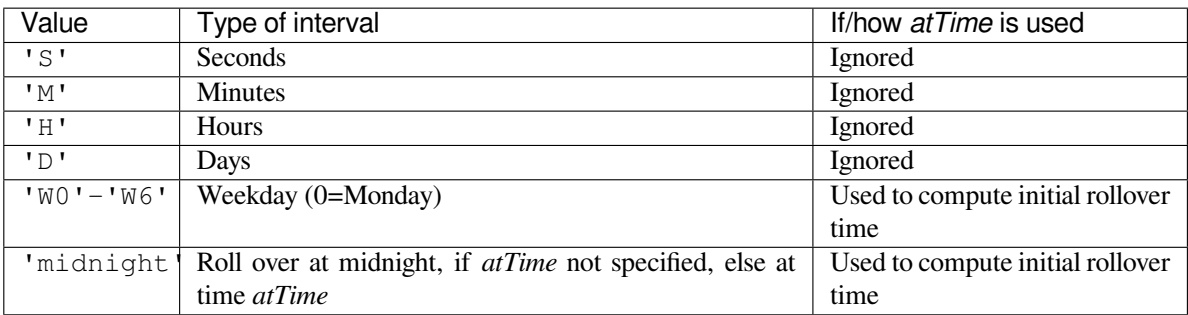 Value Type of interval If/how atTime is used
'S' Seconds Ignored
'M' Minutes Ignored
'H' Hours Ignored
'D' Days Ignored
'W0'-'W6' Weekday (0=Monday) Used to compute initial rollover
time
'midnight' Roll over at midnight, if atTime not specified, else at Used to compute initial rollover
time atTime time